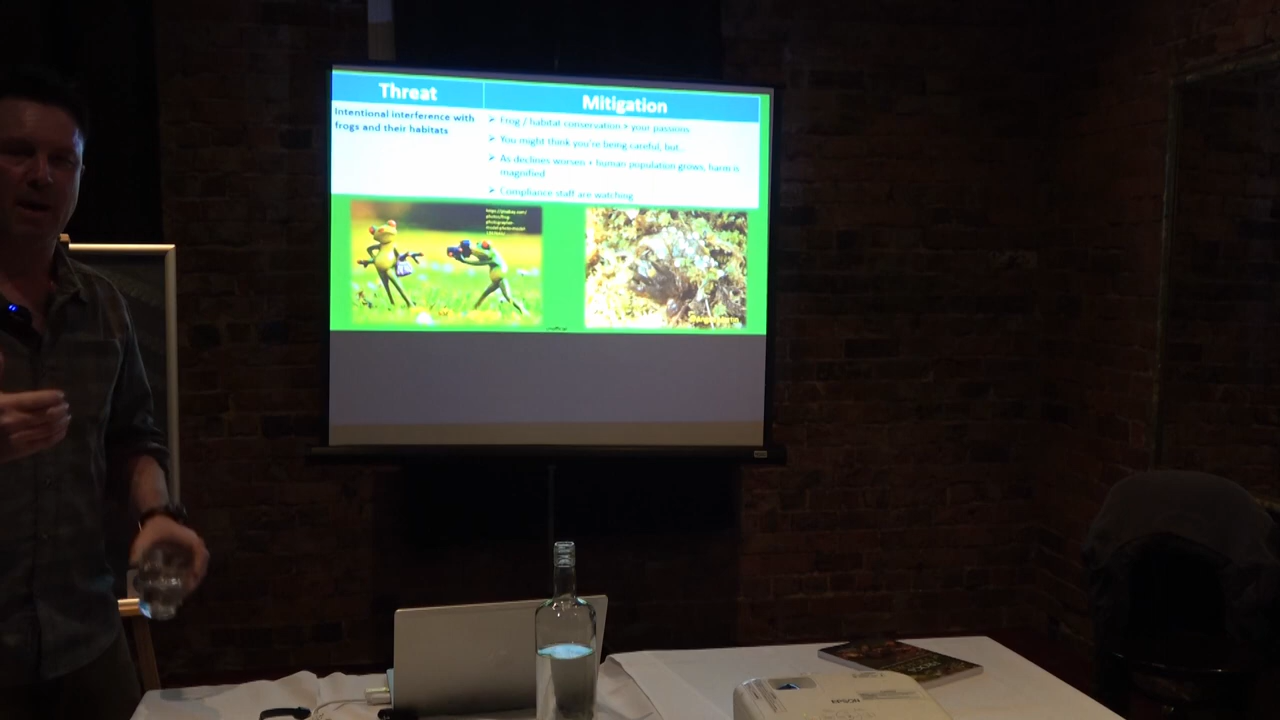 Threat
Mitigation
Intentional interference with
frogs and their habitats
➢ Frog / habitat conservation > your passions
➢ You might think you're being careful, but..
➢ As declines worsen + human population grows, harm is
magnified
➢ Compliance staff are watching
EPSON